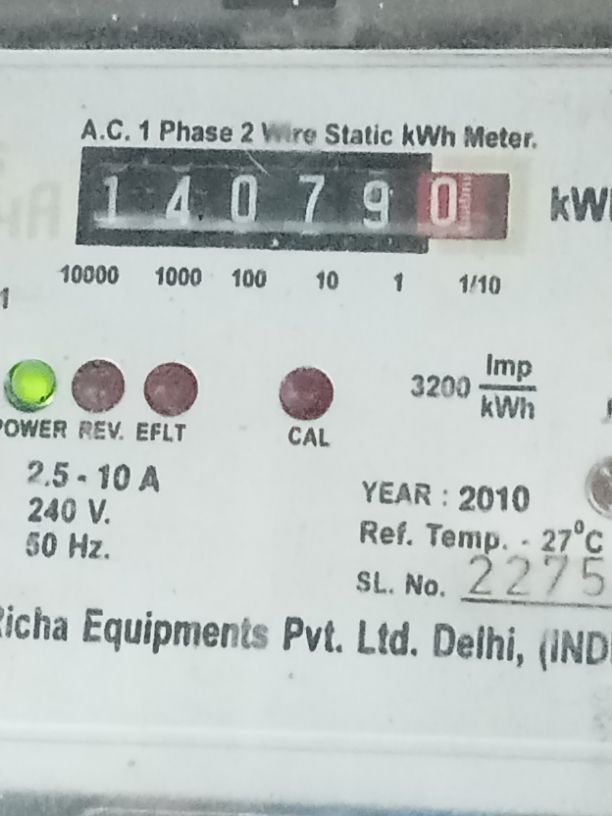 A.C. 1 Phase 2 Wire Static kWh Meter.
1 4 0 7 9 0
10000 1000 100 10 1 1/10
1
3200 Imp
kWh
POWER REV. EFLT CAL
2.5 - 10 A
240 V.
50 Hz.
YEAR : 2010
Ref. Temp. - 27°C
SL. No. 2275
Richa Equipments Pvt. Ltd. Delhi,